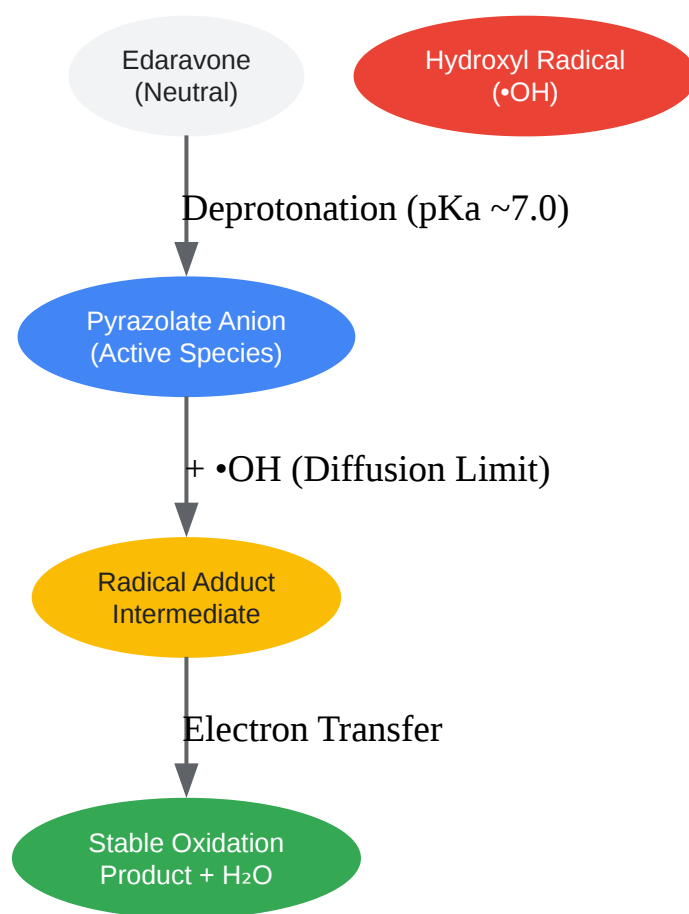 Edaravone
(Neutral)
Hydroxyl Radical
(•OH)
Deprotonation (pKa ~7.0)
Pyrazolate Anion
(Active Species)
+ •OH (Diffusion Limit)
Radical Adduct
Intermediate
Electron Transfer
Stable Oxidation
Product + H₂O